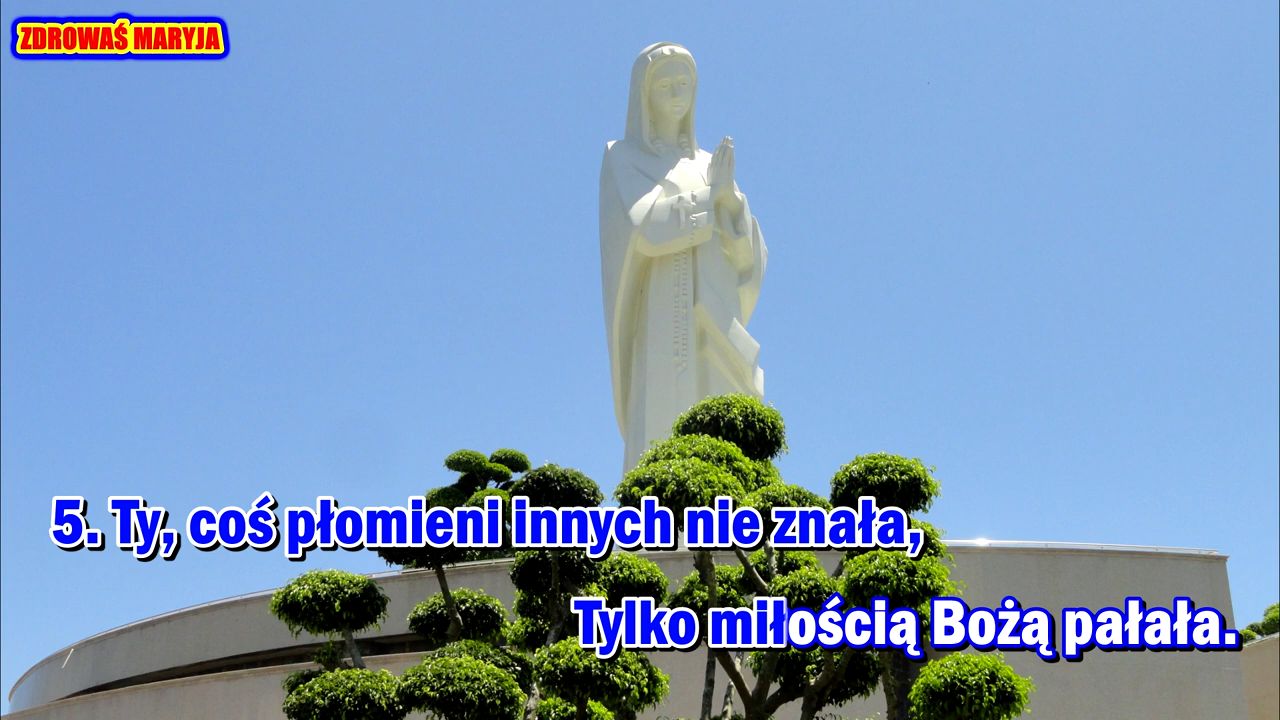 ZDROWAŚ MARYJA
5. Ty, coś płomieni innych nie znała,
Tylko miłością Bożą pałała.